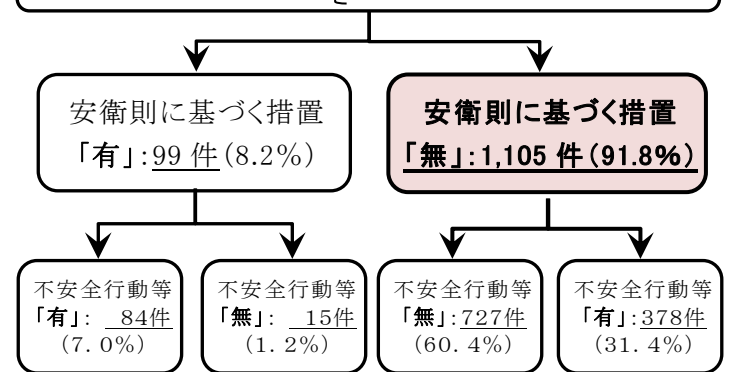 安衛則に基づく措置
「有」:99 件(8.2%)
安衛則に基づく措置
「無」:1,105 件(91.8%)
不安全行動等
「有」: 84件
(7.0%)
不安全行動等
「無」: 15件
(1.2%)
不安全行動等
「無」:727件
(60.4%)
不安全行動等
「有」:378件
(31.4%)